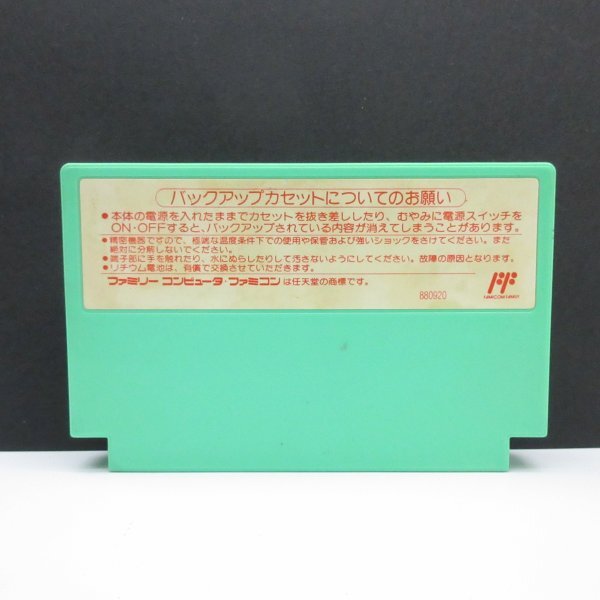 バックアップカセットについてのお願い
●本体の電源を入れたままでカセットを抜き差ししたり、むやみに電源スイッチを
ON・OFFすると、バックアップされている内容が消えてしまうことがあります。
●精密機器ですので、極端な温度条件下での使用や保管および強いショックをさけてください。また
絶対に分解しないでください。
●端子部に手を触れたり、水にぬらしたりして汚さないようにしてください。故障の原因となります。
●リチウム電池は、有償で交換させていただきます。
ファミリーコンピュータ・ファミコンは任天堂の商標です。
880920
FAMICOM FAMILY